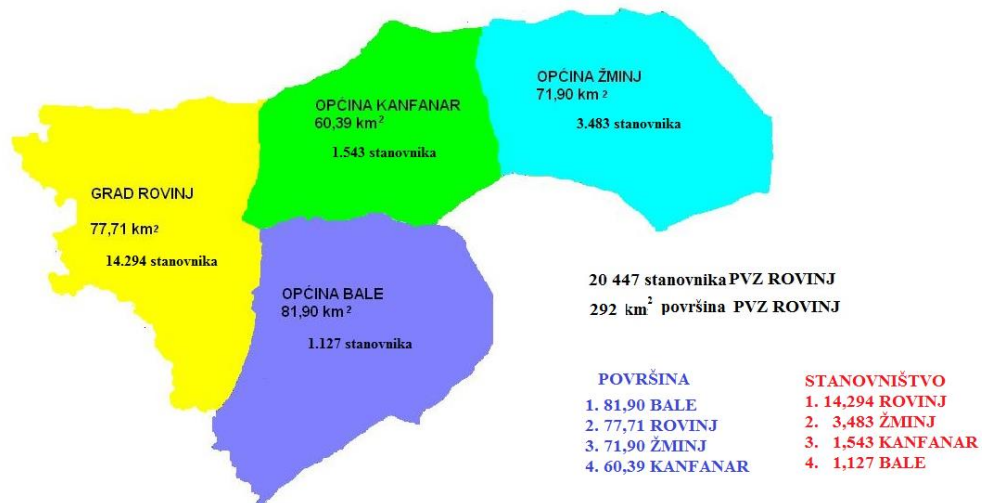 OPĆINA ŽMINJ
71,90 km²
3.483 stanovnika
OPĆINA KANFANAR
60,39 km²
1.543 stanovnika
GRAD ROVINJ
77,71 km²
14.294 stanovnika
OPĆINA BALE
81,90 km²
1.127 stanovnika
20 447 stanovnika PVZ ROVINJ
292 km² površina PVZ ROVINJ
POVRŠINA
1. 81,90 BALE
2. 77,71 ROVINJ
3. 71,90 ŽMINJ
4. 60,39 KANFANAR
STANOVNIŠTVO
1. 14,294 ROVINJ
2. 3,483 ŽMINJ
3. 1,543 KANFANAR
4. 1,127 BALE